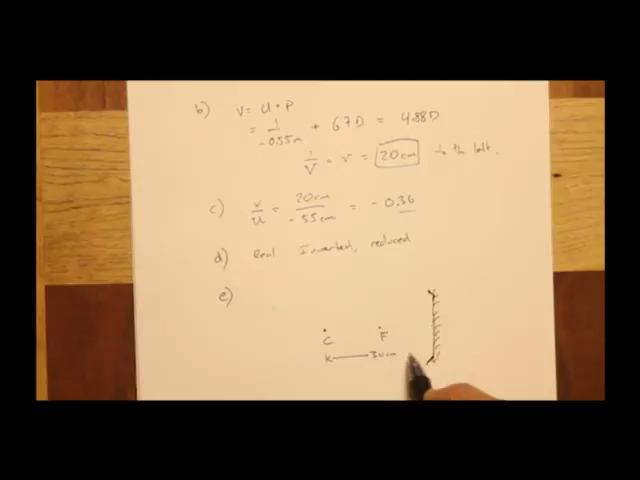 b) V = U + P
= 1/-0.55m + 6.7D = 4.88D
1/V = v = 20cm to the left.
c) v/u = 20cm/-55cm = -0.36
d) Real Inverted, reduced
e)
C F
30cm